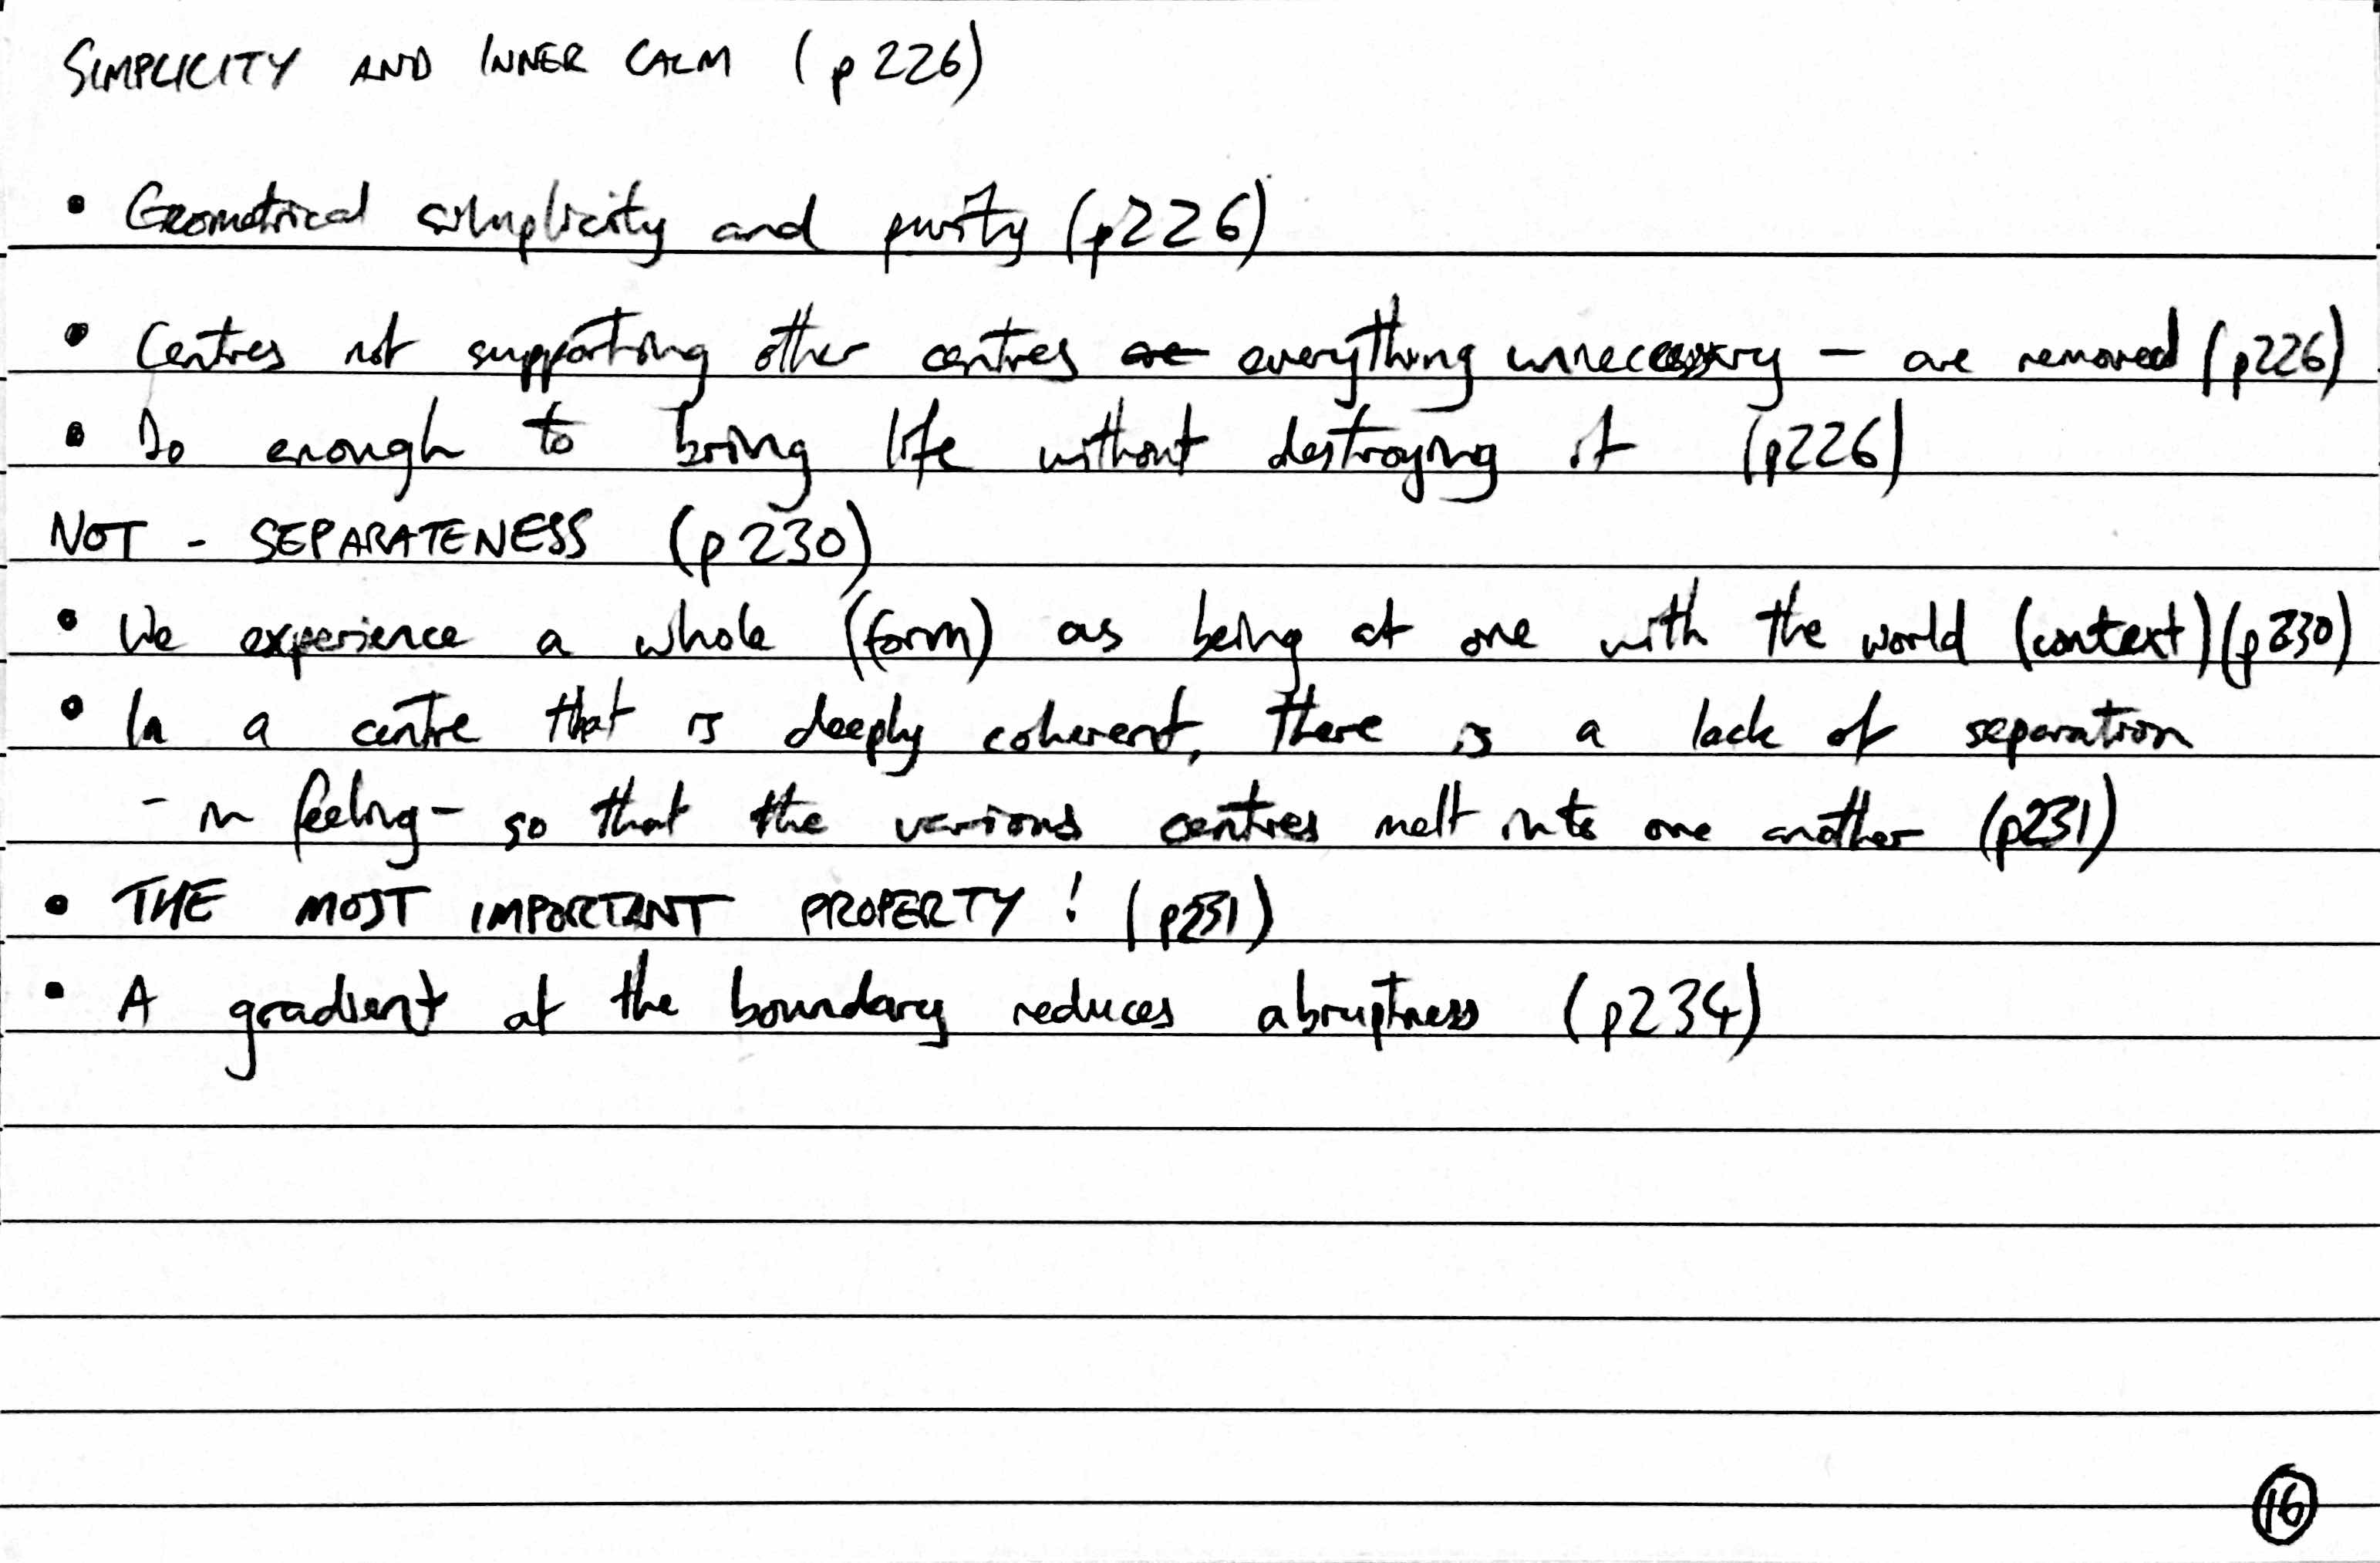 SIMPLICITY AND INNER CALM (p226)
• Geometrical simplicity and purity (p226)
• Centres not supporting other centres are everything unnecessary – are removed (p226)
• Do enough to bring life without destroying it (p226)
NOT - SEPARATENESS (p230)
• We experience a whole (form) as being at one with the world (context) (p230)
• In a centre that is deeply coherent, there is a lack of separation
- in feeling - so that the various centres melt into one another (p231)
• THE MOST IMPORTANT PROPERTY! (p231)
• A gradient at the boundary reduces abruptness (p234)
16